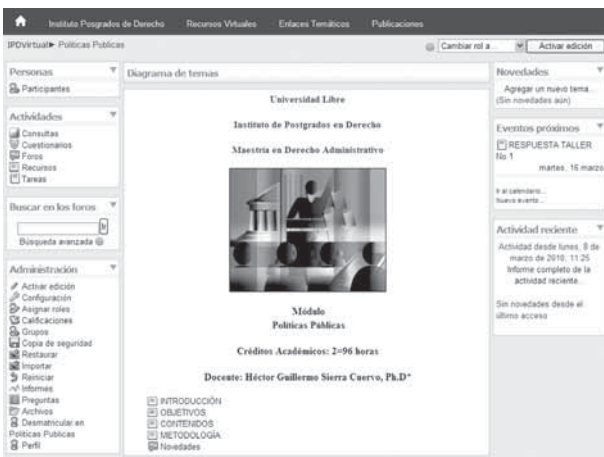 Instituto Posgrados de Derecho Recursos Virtuales Enlaces Temáticos Publicaciones
IPDVirtual► Políticas Publicas
Cambiar rol a...
Activar edición
Personas
Participantes
Actividades
Consultas
Cuestionarios
Foros
Recursos
Tareas
Buscar en los foros
Ir
Búsqueda avanzada
Administración
Activar edición
Configuración
Asignar roles
Calificaciones
Grupos
Copia de seguridad
Restaurar
Importar
Reiniciar
Informes
Preguntas
Archivos
Desmatricular en
Políticas Publicas
Perfil
Diagrama de temas
Universidad Libre
Instituto de Postgrados en Derecho
Maestría en Derecho Administrativo
Módulo
Políticas Públicas
Créditos Académicos: 2=96 horas
Docente: Héctor Guillermo Sierra Cuervo, Ph.D*
INTRODUCCIÓN
OBJETIVOS
CONTENIDOS
METODOLOGÍA
Novedades
Novedades
Agregar un nuevo tema...
(Sin novedades aún)
Eventos próximos
RESPUESTA TALLER
No 1
martes, 16 marzo
Ir al calendario...
Nuevo evento...
Actividad reciente
Actividad desde lunes, 8 de
marzo de 2010, 11:25
Informe completo de la
actividad reciente...
Sin novedades desde el
último acceso